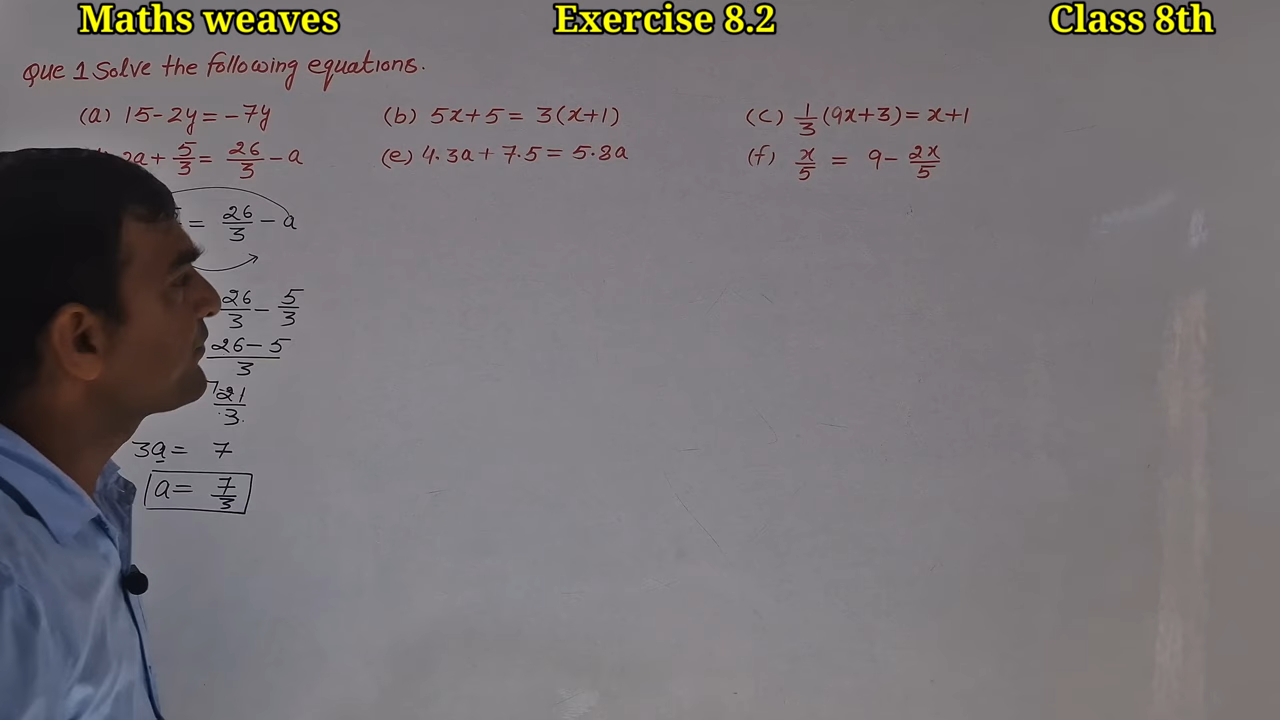 Maths weaves Exercise 8.2 Class 8th
Que 1 Solve the following equations.
(a) 15-2y = -7y (b) 5x+5 = 3(x+1) (c) 1/3 (9x+3) = x+1
2a + 5/3 = 26/3 - a (e) 4.3a + 7.5 = 5.8a (f) x/5 = 9 - 2x/5
= 26/3 - a
26/3 - 5/3
26-5/3
7 21/3
3a = 7
a = 7/3